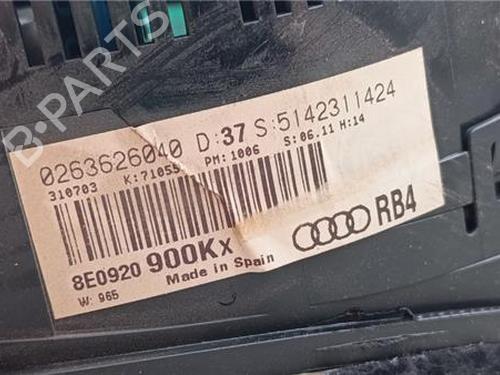 0263626040 D:37 S:5142311424
310703 K:71055 PM:1006 S:06.11 H:14
8E0920 900KX RB4
Made in Spain
W: 965
B-PARTS